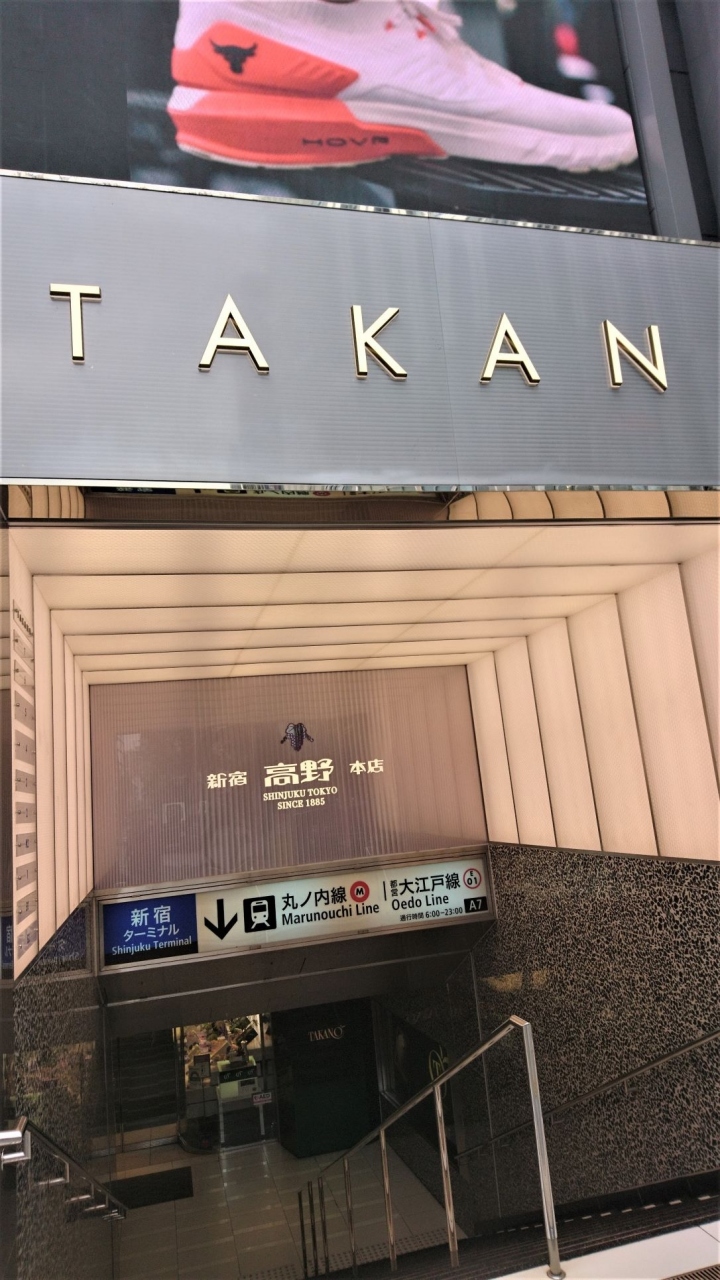 HOVR
TAKAN
新宿 高野 本店
SHINJUKU TOKYO
SINCE 1885
新宿
ターミナル
Shinjuku Terminal
丸ノ内線 M
Marunouchi Line
都営 大江戸線 E 01
Oedo Line
通行時間 6:00~23:00 A7
TAKANO